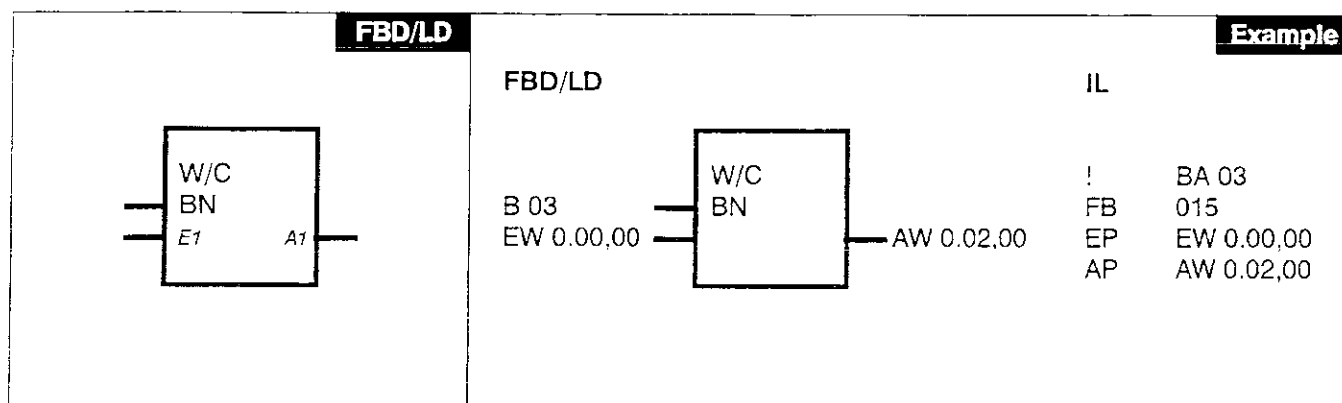 FBD/LD
W/C
BN
E1 A1
Example
FBD/LD IL
W/C
B 03 BN
EW 0.00,00 AW 0.02,00
! BA 03
FB 015
EP EW 0.00,00
AP AW 0.02,00